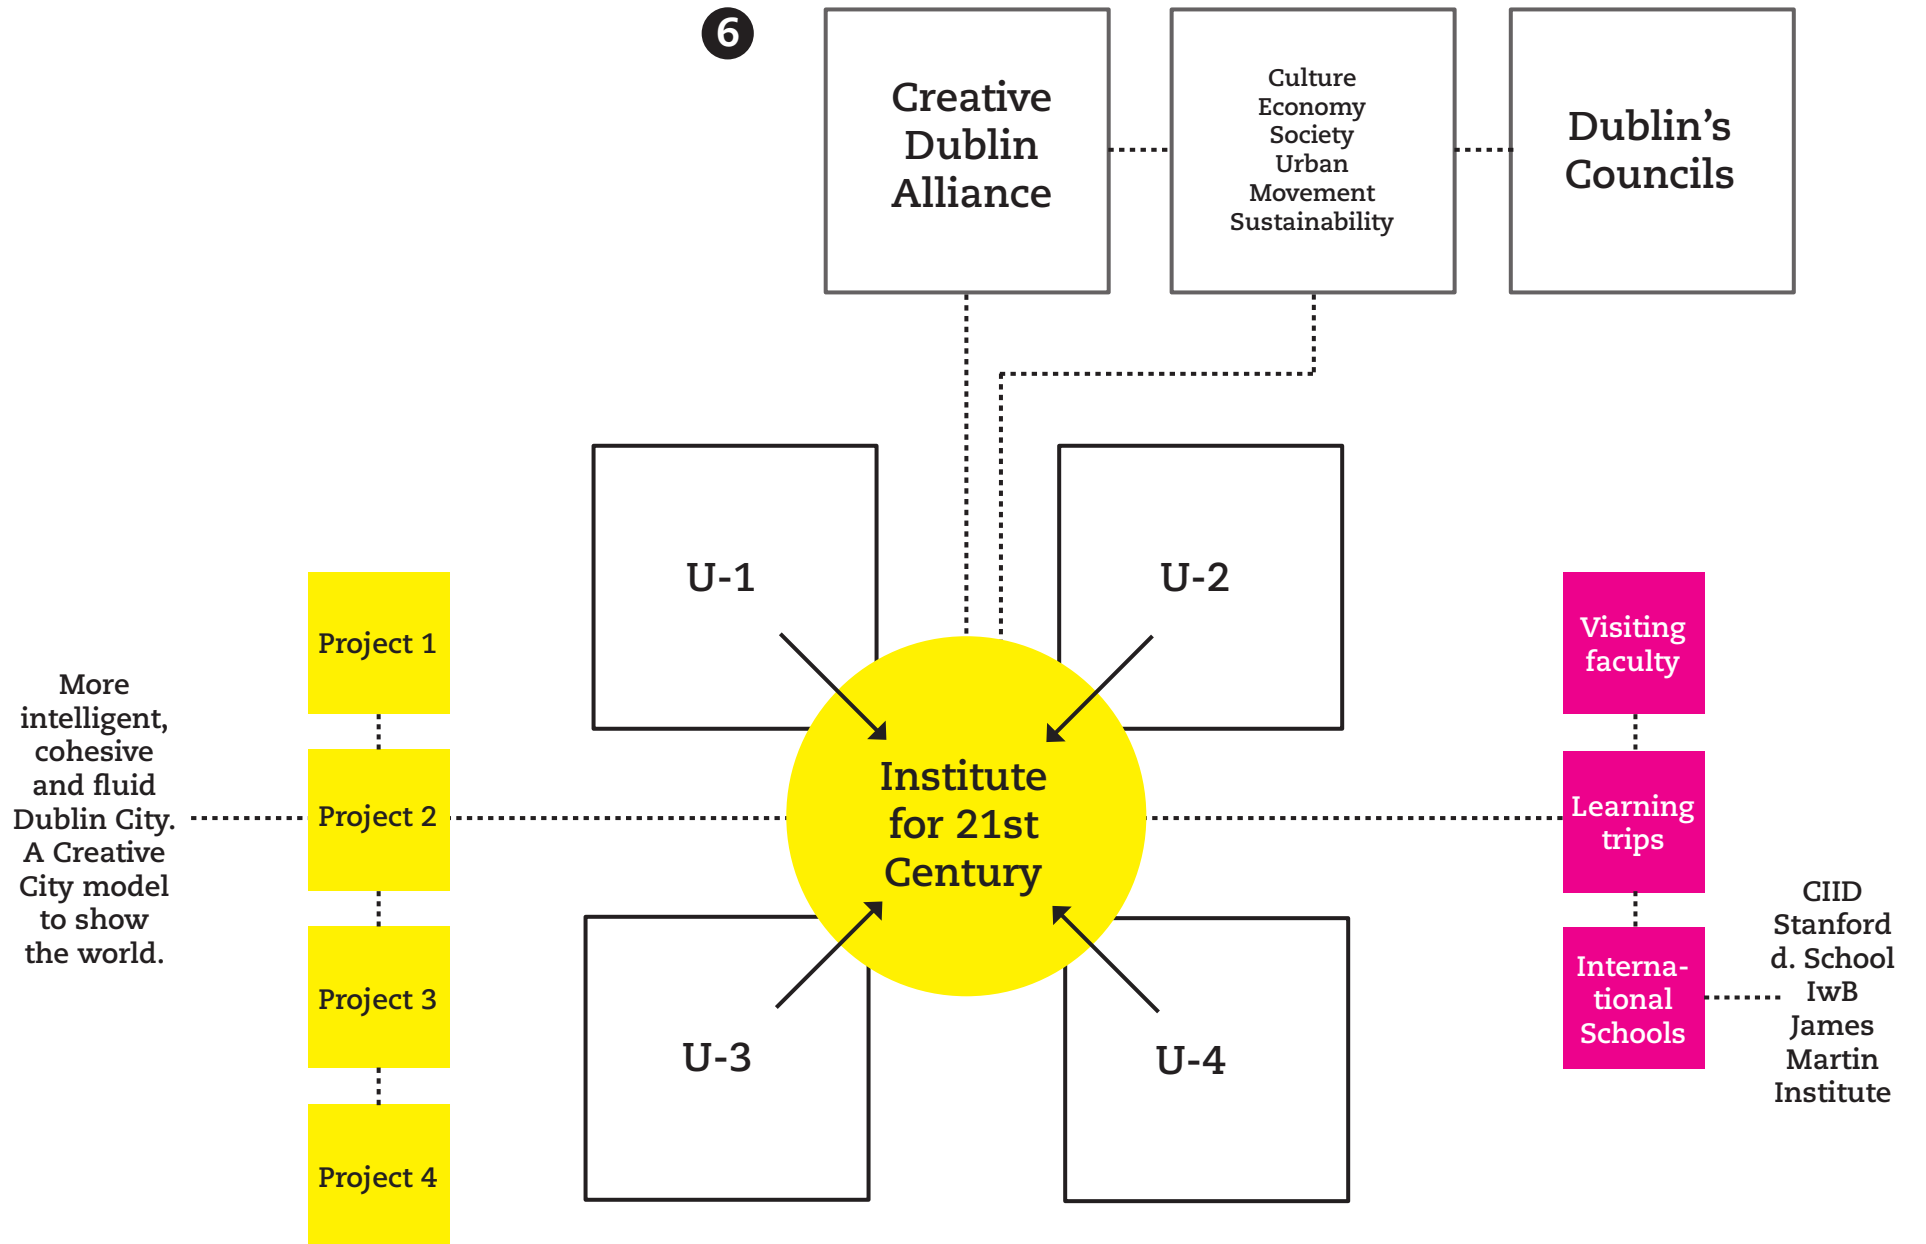 6
Creative
Dublin
Alliance
Culture
Economy
Society
Urban
Movement
Sustainability
Dublin’s
Councils
U-1
U-2
Project 1
Project 2
Project 3
Project 4
More
intelligent,
cohesive
and fluid
Dublin City.
A Creative
City model
to show
the world.
Institute
for 21st
Century
U-3
U-4
Visiting
faculty
Learning
trips
Interna-
tional
Schools
CIID
Stanford
d. School
IwB
James
Martin
Institute